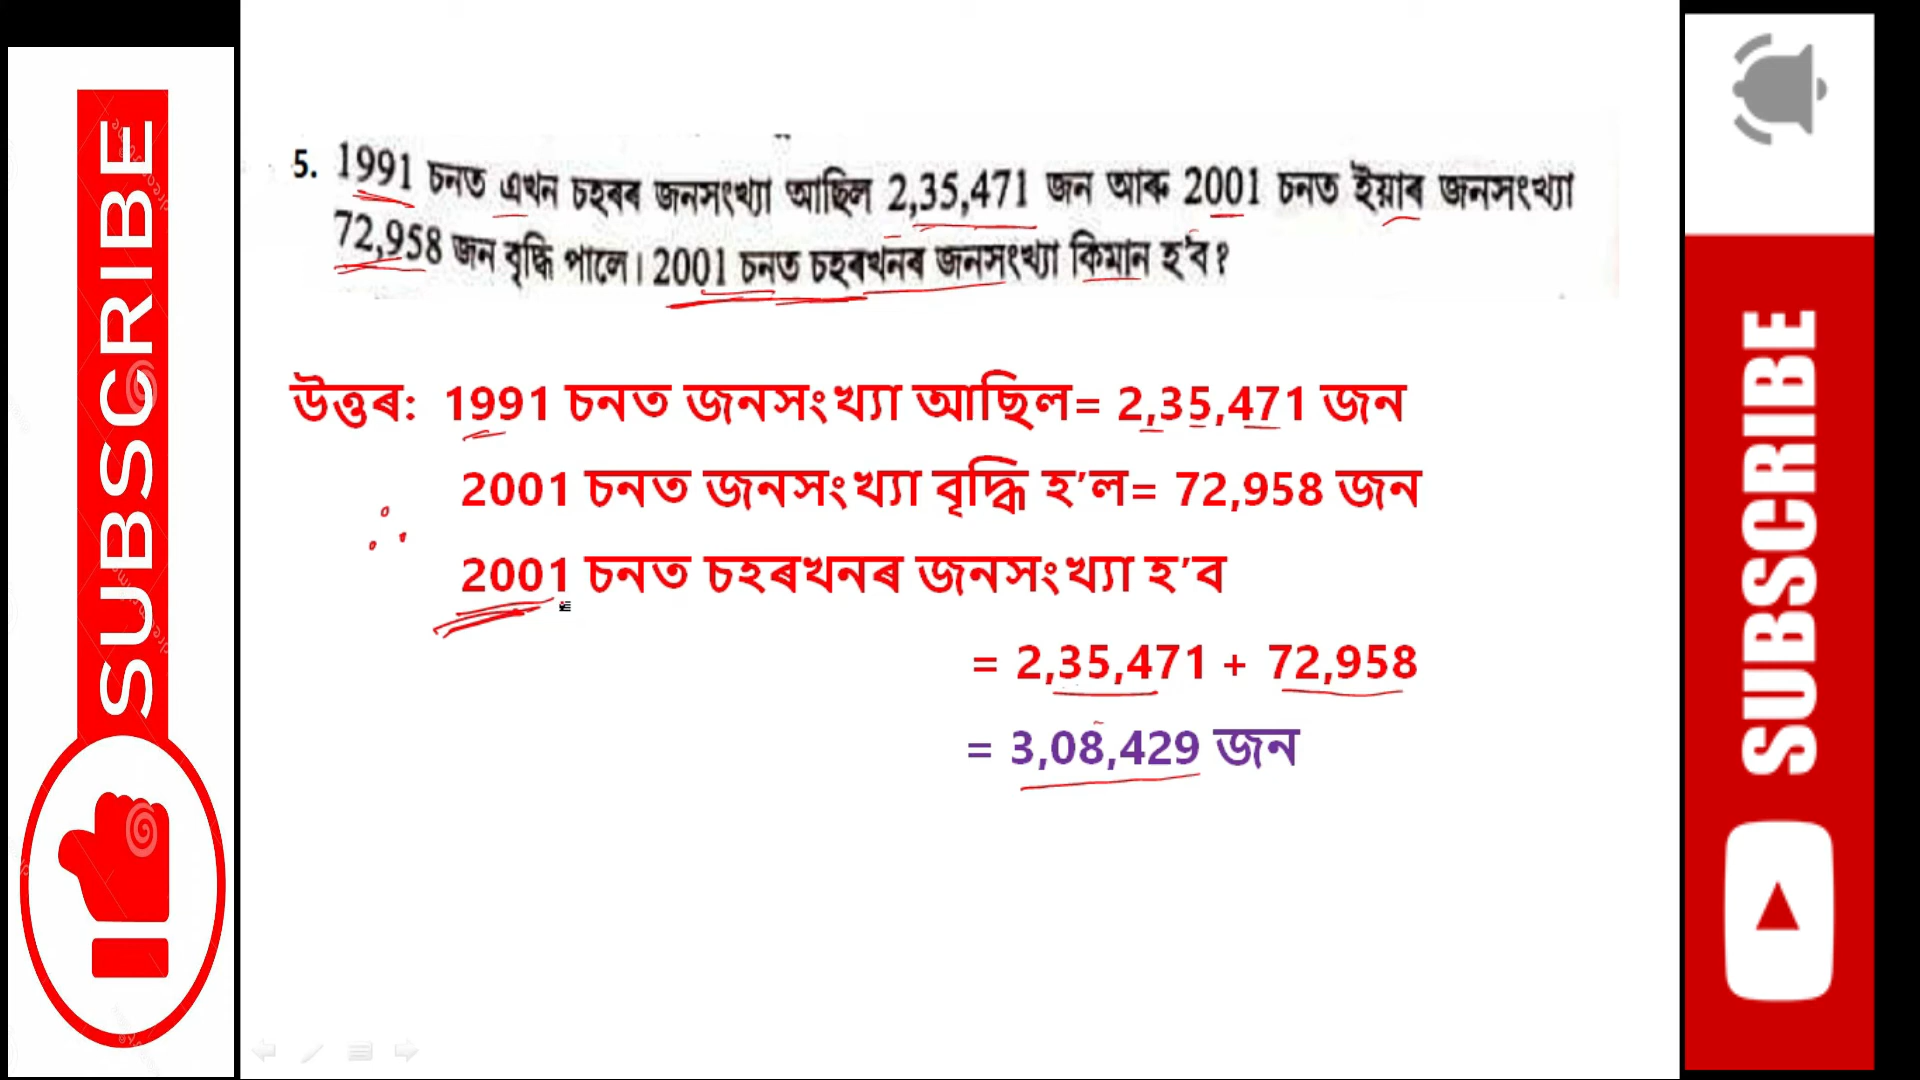 SUBSCRIBE
5. 1991 চনত এখন চহৰৰ জনসংখ্যা আছিল 2,35,471 জন আৰু 2001 চনত ইয়াৰ জনসংখ্যা
72,958 জন বৃদ্ধি পালে। 2001 চনত চহৰখনৰ জনসংখ্যা কিমান হ'ব?
উত্তৰ: 1991 চনত জনসংখ্যা আছিল= 2,35,471 জন
2001 চনত জনসংখ্যা বৃদ্ধি হ’ল= 72,958 জন
∴
2001 চনত চহৰখনৰ জনসংখ্যা হ’ব
= 2,35,471 + 72,958
= 3,08,429 জন
SUBSCRIBE